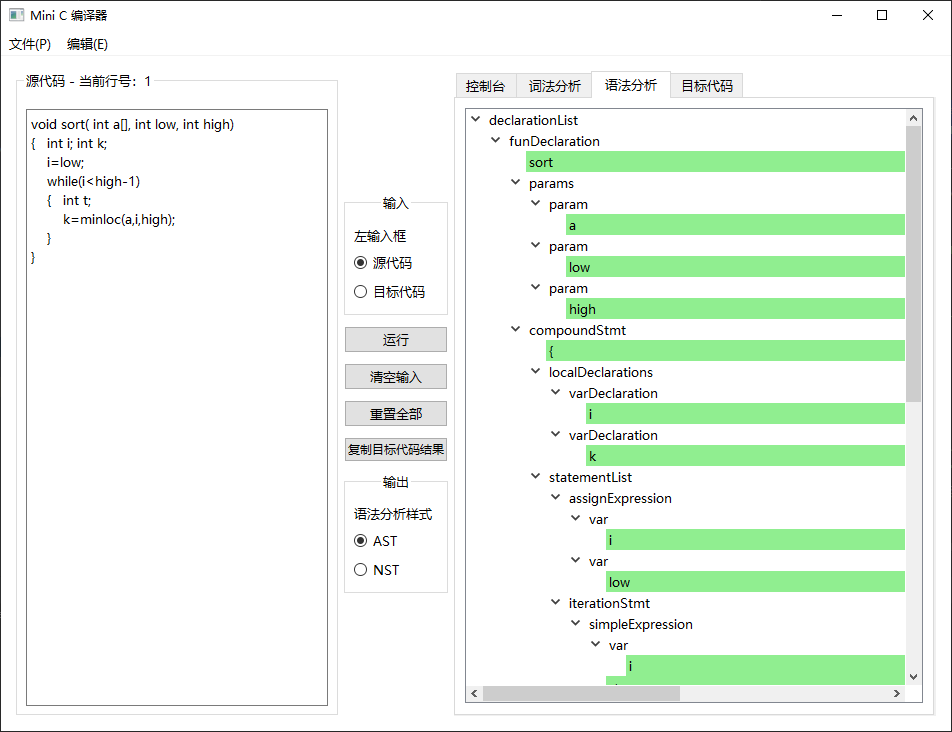 Mini C 编译器
文件(P) 编辑(E)
源代码 - 当前行号：1
void sort( int a[], int low, int high)
{ int i; int k;
i=low;
while(i<high-1)
{ int t;
k=minloc(a,i,high);
}
}
输入
左输入框
源代码
目标代码
运行
清空输入
重置全部
复制目标代码结果
输出
语法分析样式
AST
NST
控制台 词法分析 语法分析 目标代码
declarationList
funDeclaration
sort
params
param
a
param
low
param
high
compoundStmt
{
localDeclarations
varDeclaration
i
varDeclaration
k
statementList
assignExpression
var
i
var
low
iterationStmt
simpleExpression
var
i